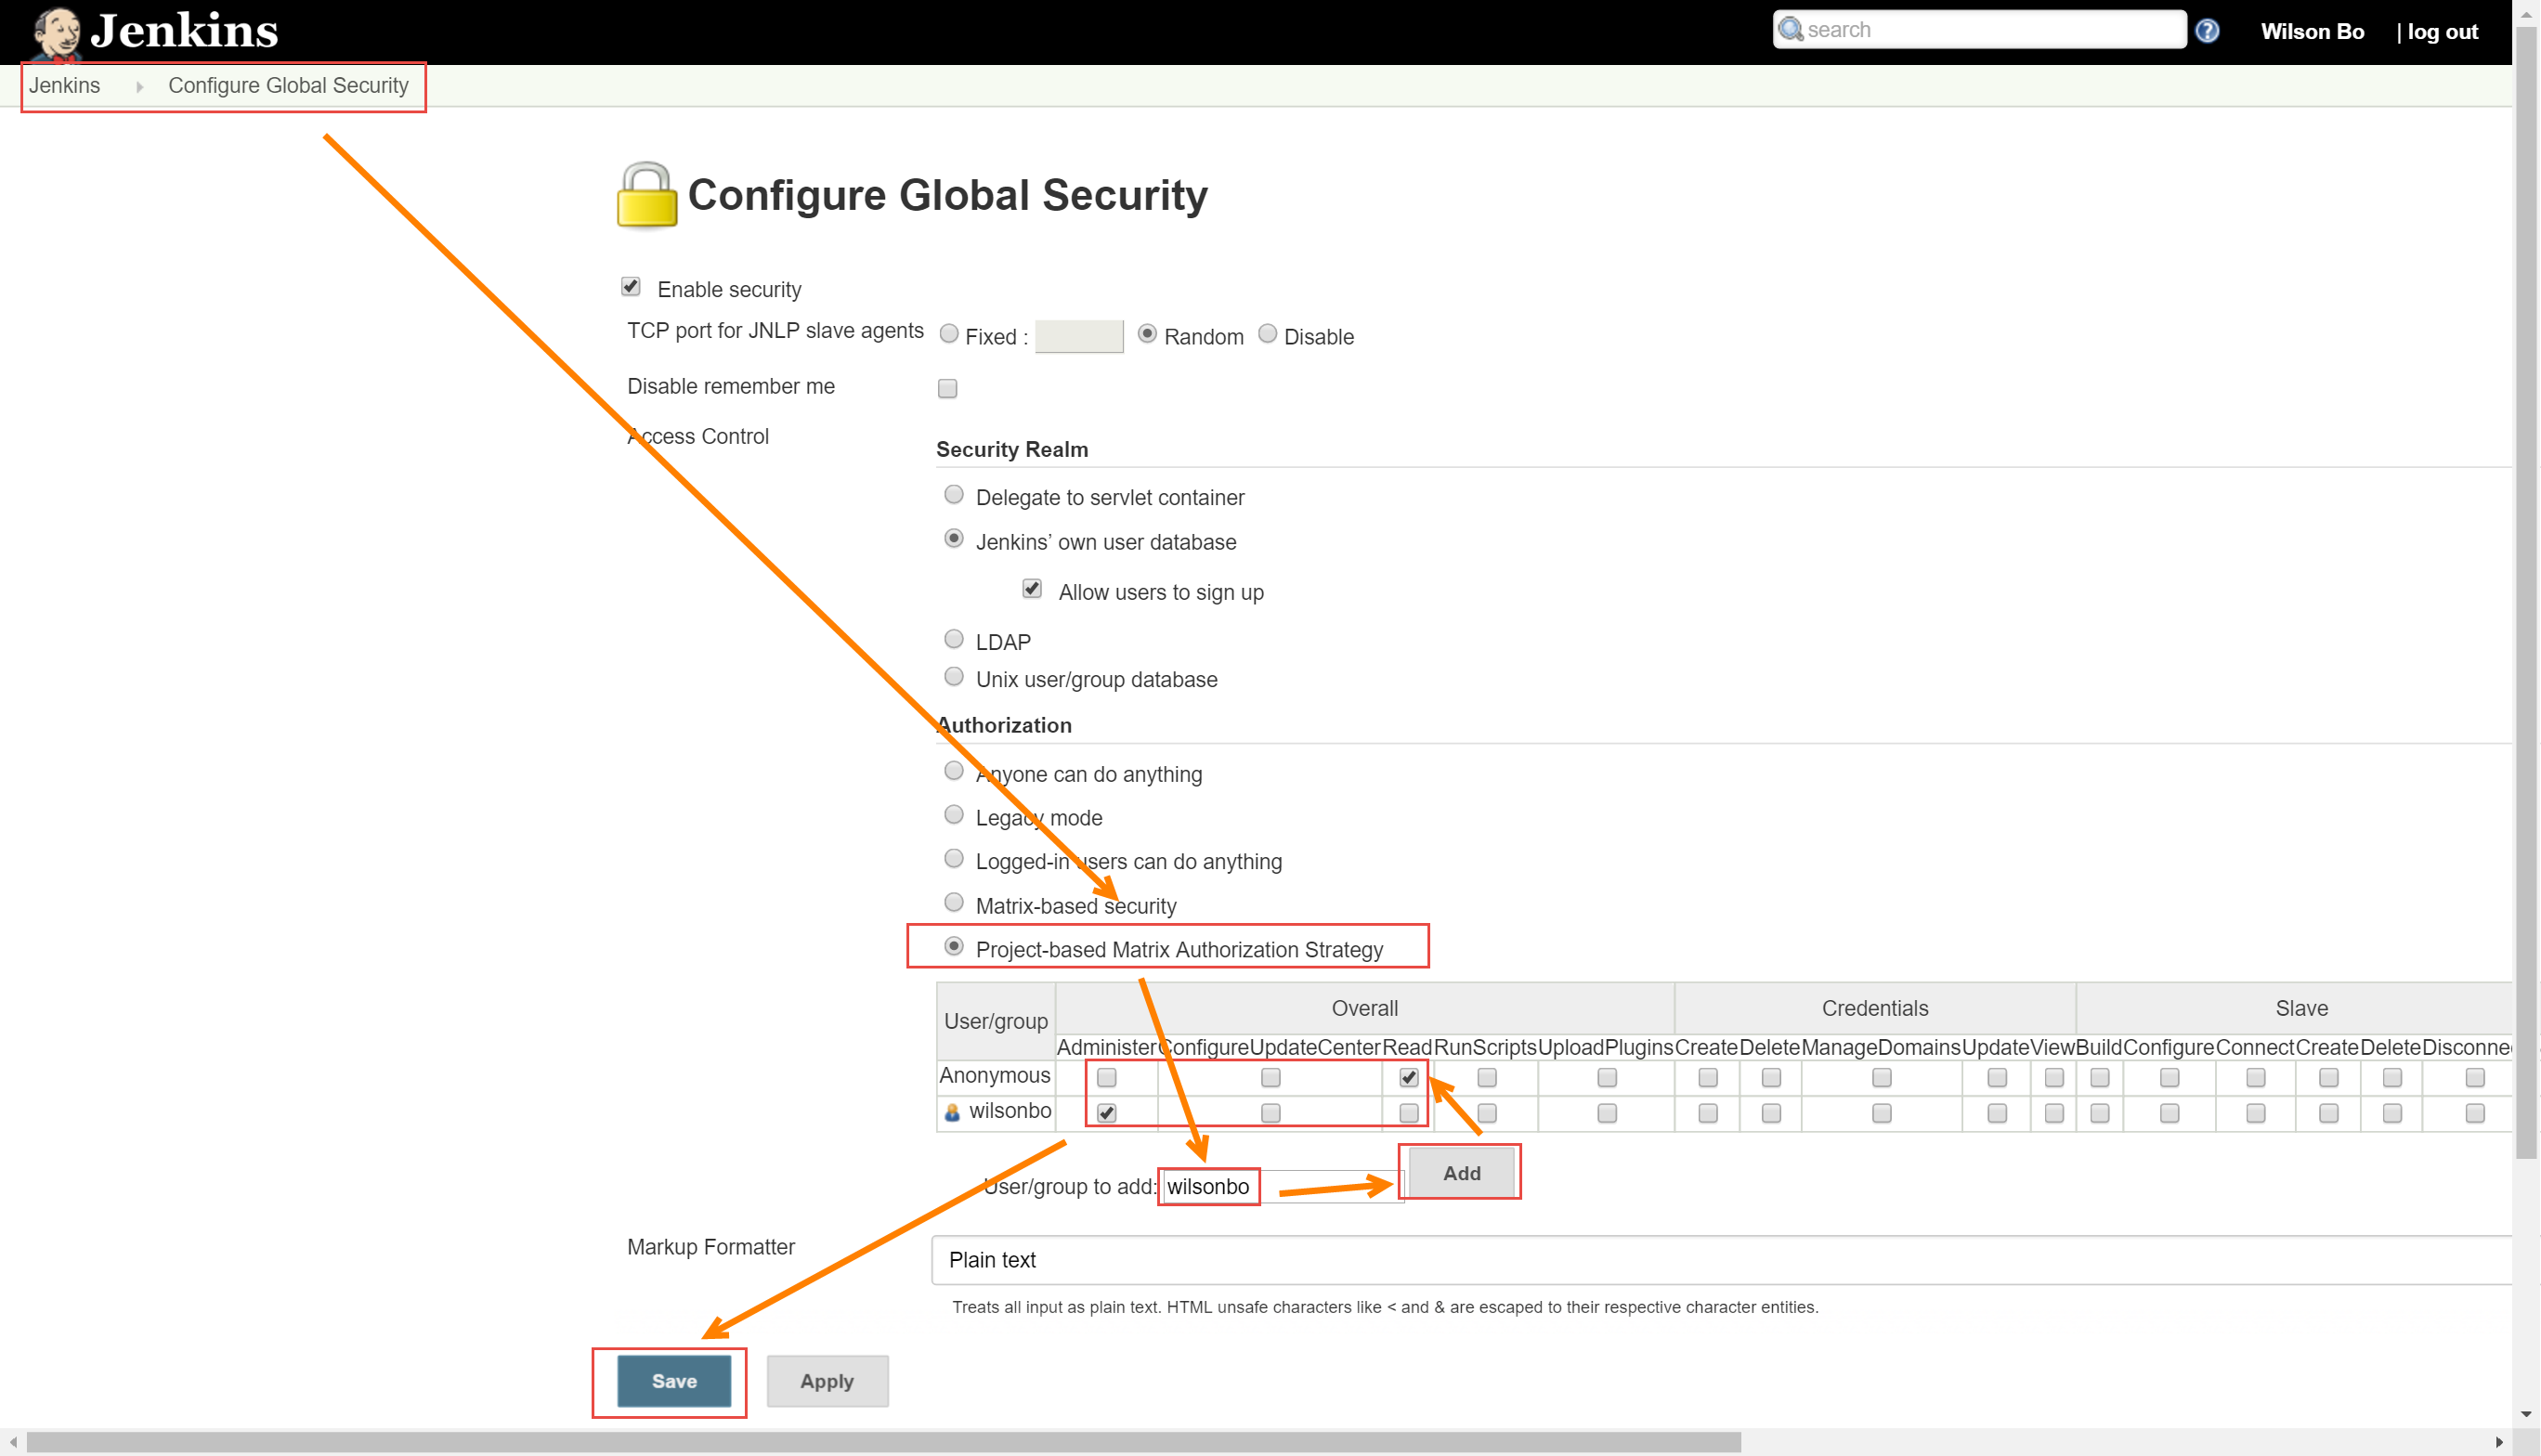 Jenkins
search
Wilson Bo | log out
Jenkins Configure Global Security
Configure Global Security
Enable security
TCP port for JNLP slave agents Fixed : Random Disable
Disable remember me
Access Control
Security Realm
Delegate to servlet container
Jenkins’ own user database
Allow users to sign up
LDAP
Unix user/group database
Authorization
Anyone can do anything
Legacy mode
Logged-in users can do anything
Matrix-based security
Project-based Matrix Authorization Strategy
User/group Overall Credentials Slave
Administer ConfigureUpdateCenter Read RunScripts UploadPlugins Create Delete ManageDomains Update View Build Configure Connect Create Delete Disconne
Anonymous
wilsonbo
User/group to add: wilsonbo Add
Markup Formatter
Plain text
Treats all input as plain text. HTML unsafe characters like < and & are escaped to their respective character entities.
Save Apply